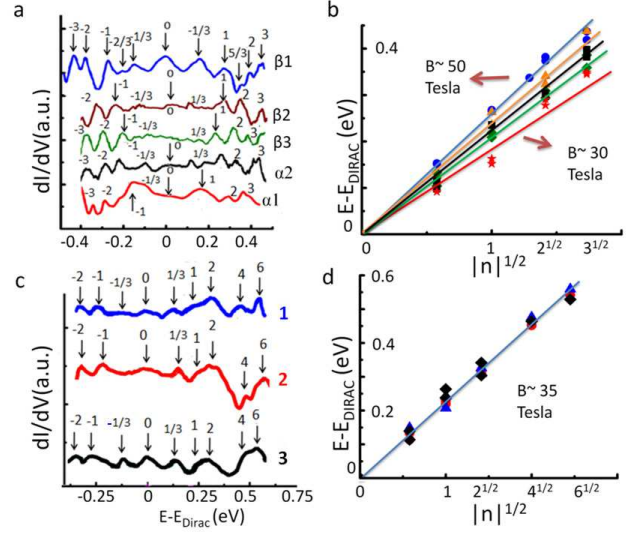 a
-3 -2 -1 -2/3 -1/3 0 1/3 1 5/3 2 3
β1
-2 -1 -1/3 0 1/3 1 2 3
β2
-3 -2 -1 -1/3 0 1/3 1 2 3
β3
-3 -2 -1/3 0 1 2 3
α2
-3 -2 -1 -1/3 0 1 2 3
α1
dI/dV(a.u.)
-0.4 -0.2 0.0 0.2 0.4
b
0.4
0.2
0
E-E_DIRAC (eV)
B~ 50
Tesla
B~ 30
Tesla
0 1 2^1/2 3^1/2
|n|^1/2
c
-2 -1 0 1/3 1 2 4 6
1
-2 -1 0 1/3 1 2 4 6
2
-2 -1 -1/3 0 1/3 1 2 4 6
3
dI/dV(a.u.)
-0.25 0 0.25 0.5 0.75
E-E_Dirac (eV)
d
0.6
0.4
0.2
0
E-E_DIRAC (eV)
B~ 35
Tesla
0 1 2^1/2 4^1/2 6^1/2
|n|^1/2